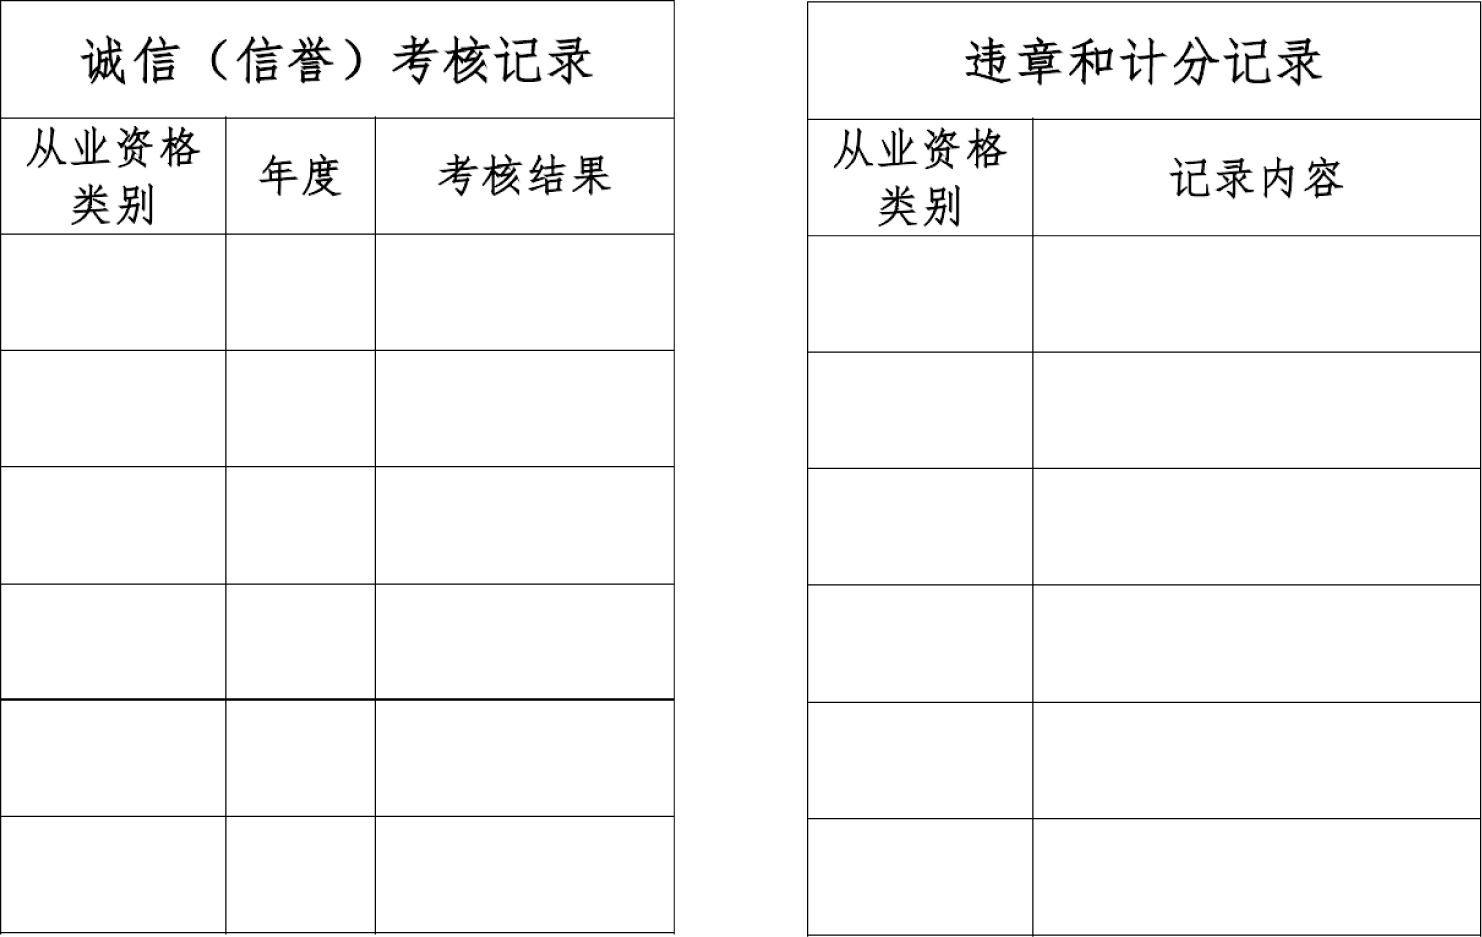 诚信（信誉）考核记录
从业资格
类别
年度
考核结果
违章和计分记录
从业资格
类别
记录内容